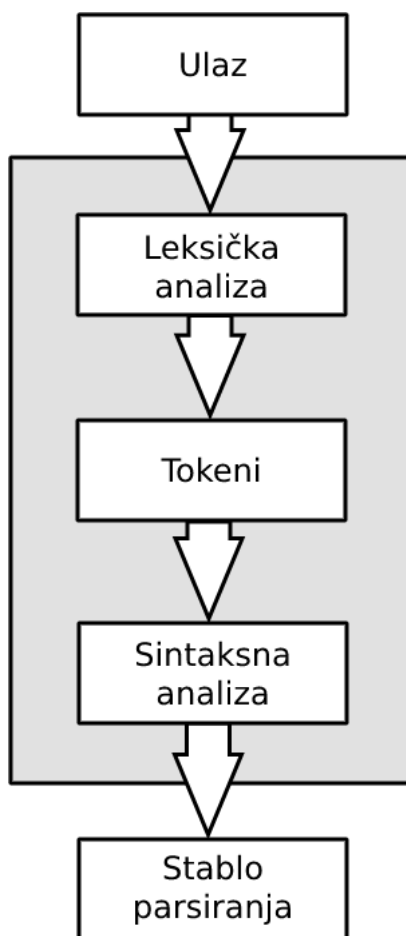 Ulaz
Leksička
analiza
Tokeni
Sintaksna
analiza
Stablo
parsiranja